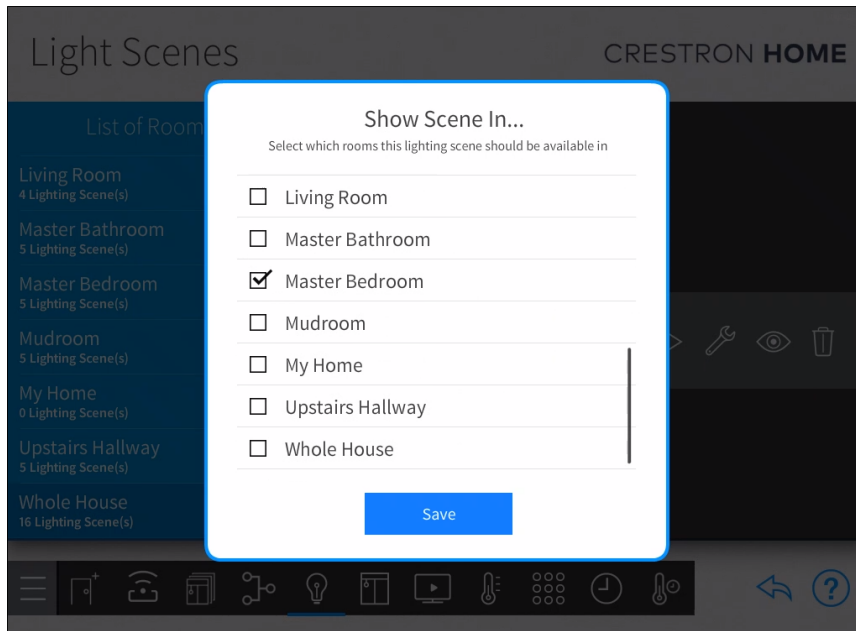 Light Scenes
CRESTRON HOME
List of Room
Living Room
4 Lighting Scene(s)
Master Bathroom
5 Lighting Scene(s)
Master Bedroom
5 Lighting Scene(s)
Mudroom
5 Lighting Scene(s)
My Home
0 Lighting Scene(s)
Upstairs Hallway
5 Lighting Scene(s)
Whole House
16 Lighting Scene(s)
Show Scene In...
Select which rooms this lighting scene should be available in
Living Room
Master Bathroom
Master Bedroom
Mudroom
My Home
Upstairs Hallway
Whole House
Save
?